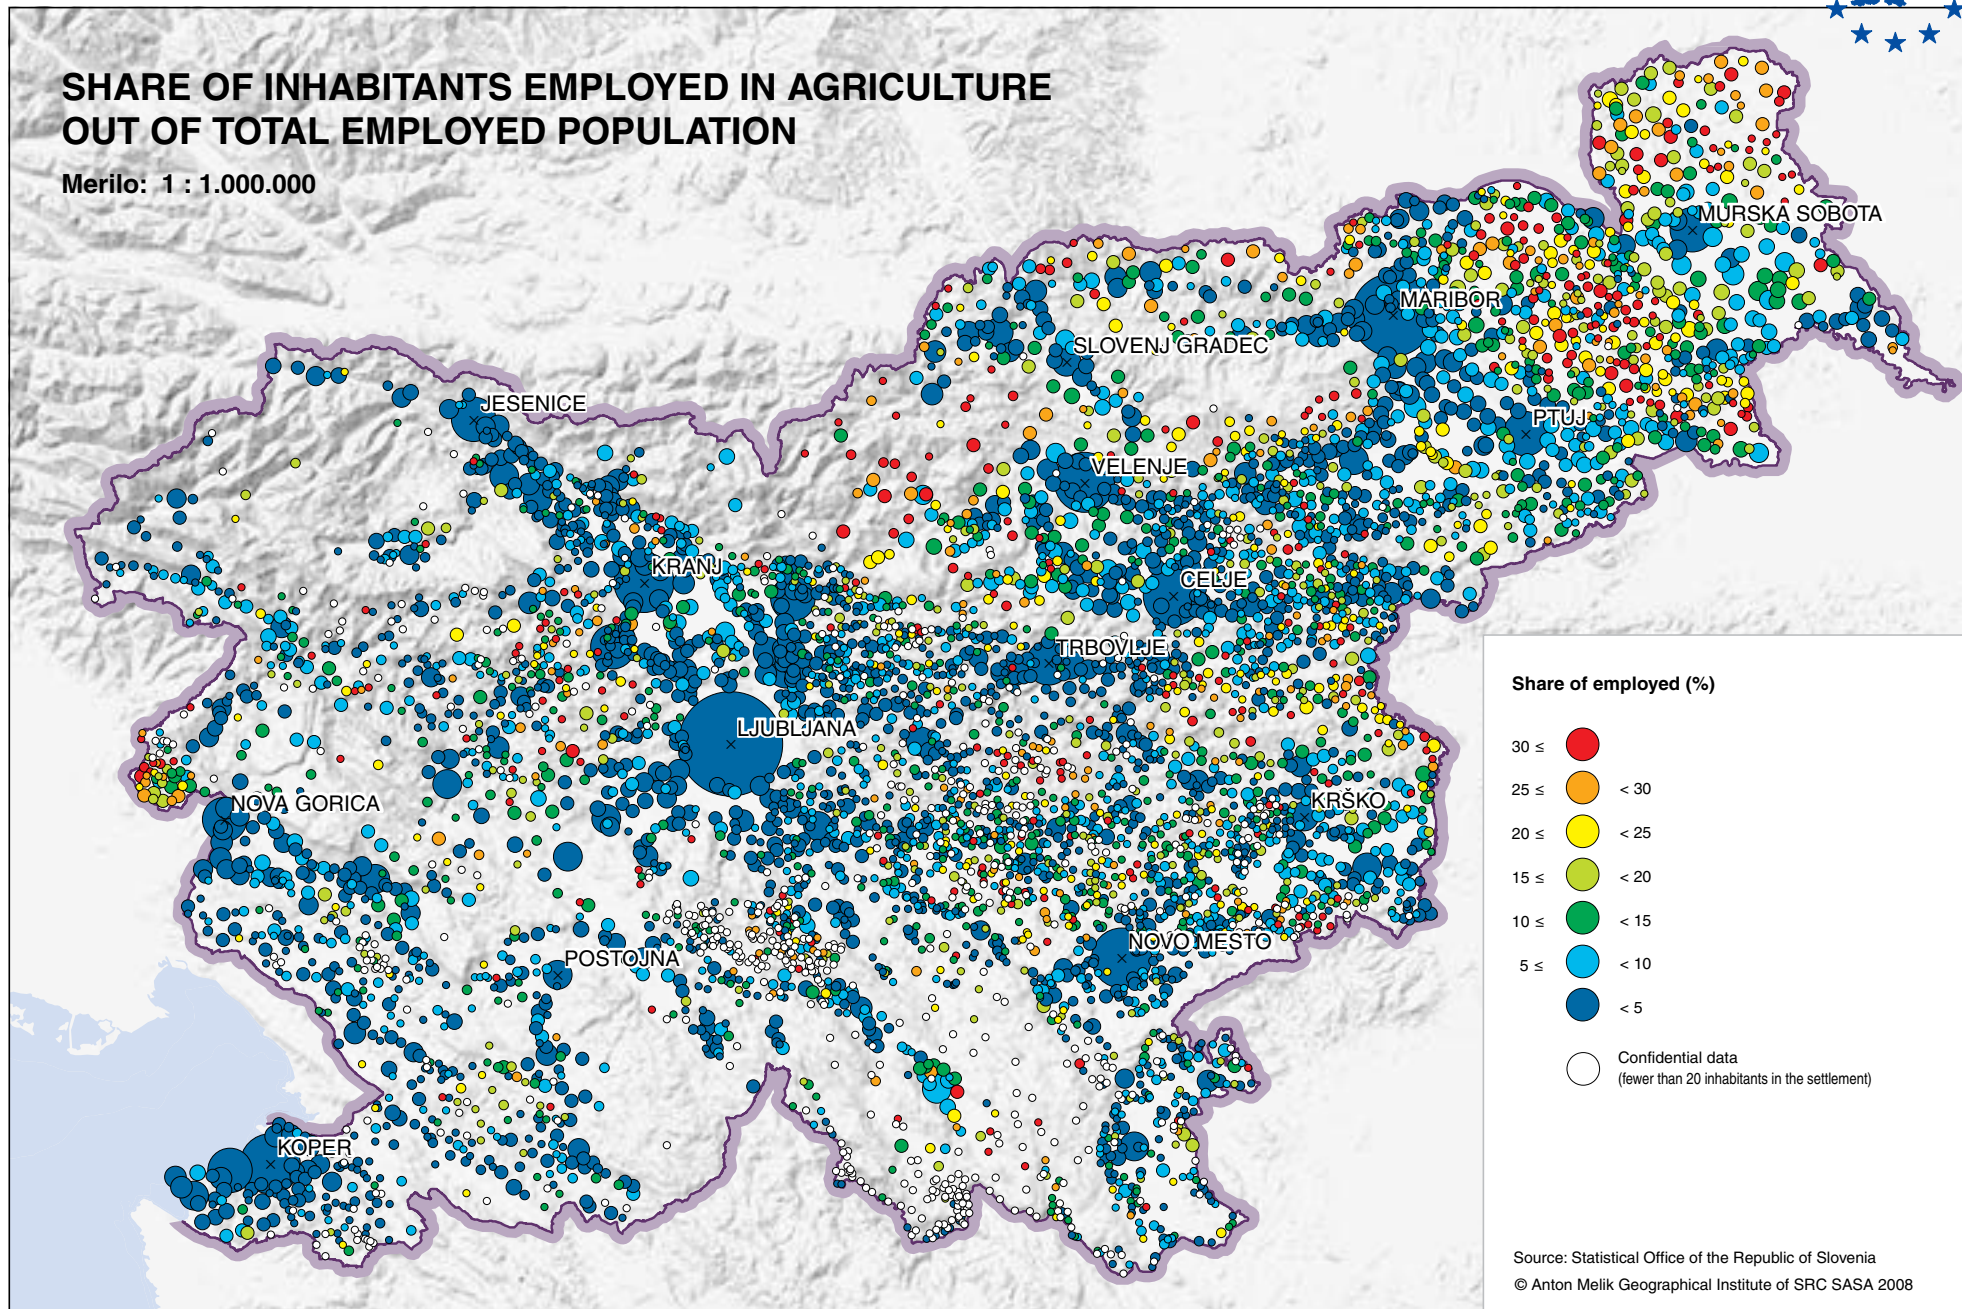 SHARE OF INHABITANTS EMPLOYED IN AGRICULTURE
OUT OF TOTAL EMPLOYED POPULATION
Merilo: 1 : 1.000.000
MURSKA SOBOTA
MARIBOR
SLOVENJ GRADEC
JESENICE
PTUJ
VELENJE
KRANJ
CELJE
TRBOVLJE
LJUBLJANA
NOVA GORICA
KRŠKO
NOVO MESTO
POSTOJNA
KOPER
Share of employed (%)
30 ≤
25 ≤ < 30
20 ≤ < 25
15 ≤ < 20
10 ≤ < 15
5 ≤ < 10
< 5
Confidential data
(fewer than 20 inhabitants in the settlement)
Source: Statistical Office of the Republic of Slovenia
© Anton Melik Geographical Institute of SRC SASA 2008